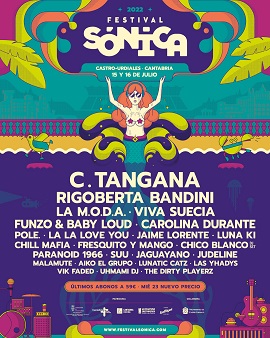 2022
FESTIVAL
SÓNICA
CASTRO-URDIALES · CANTABRIA
15 Y 16 DE JULIO
C. TANGANA
RIGOBERTA BANDINI
LA M.O.D.A. · VIVA SUECIA
FUNZO & BABY LOUD · CAROLINA DURANTE
POLE. · LA LA LOVE YOU · JAIME LORENTE · LUNA KI
CHILL MAFIA · FRESQUITO Y MANGO · CHICO BLANCO
PARANOID 1966 · SUU · JAGUAYANO · JUDELINE
MALAMUTE · AIKO EL GRUPO · LUNATIC CATZ · LAS YHADYS
VIK FADED · UHMAMI DJ · THE DIRTY PLAYERZ
ÚLTIMOS ABONOS A 59€ - MIÉ 23 NUEVO PRECIO
WWW.FESTIVALSONICA.COM